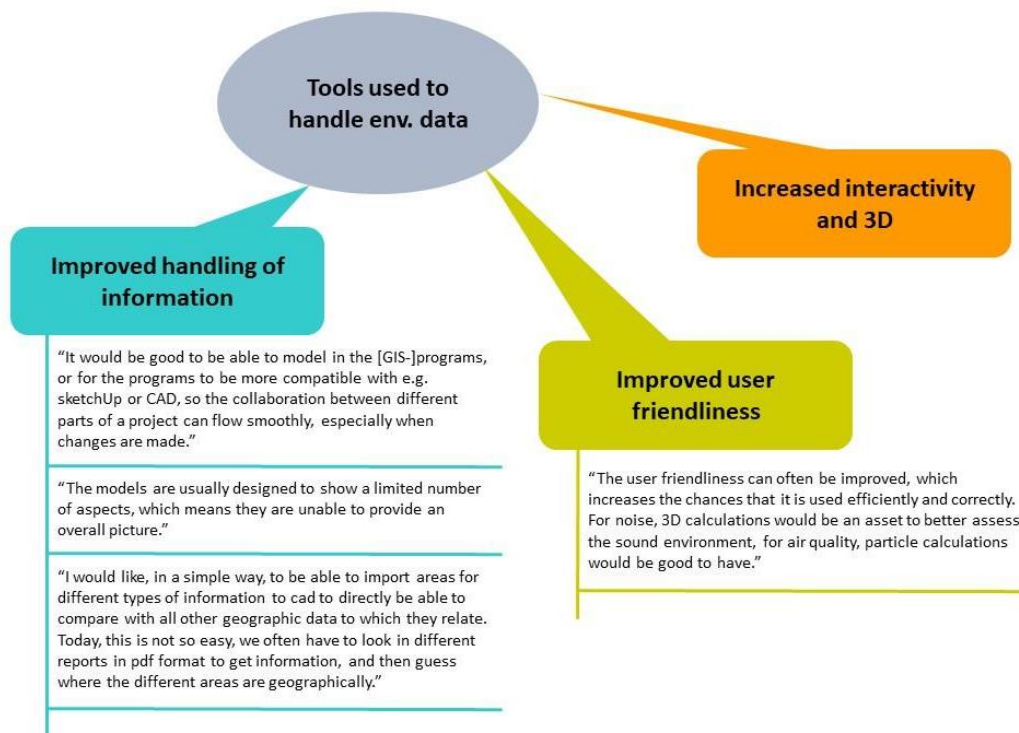 Tools used to
handle env. data
Increased interactivity
and 3D
Improved handling of
information
“It would be good to be able to model in the [GIS-]programs,
or for the programs to be more compatible with e.g.
sketchUp or CAD, so the collaboration between different
parts of a project can flow smoothly, especially when
changes are made.”
“The models are usually designed to show a limited number
of aspects, which means they are unable to provide an
overall picture.”
“I would like, in a simple way, to be able to import areas for
different types of information to cad to directly be able to
compare with all other geographic data to which they relate.
Today, this is not so easy, we often have to look in different
reports in pdf format to get information, and then guess
where the different areas are geographically.”
Improved user
friendliness
“The user friendliness can often be improved, which
increases the chances that it is used efficiently and correctly.
For noise, 3D calculations would be an asset to better assess
the sound environment, for air quality, particle calculations
would be good to have.”